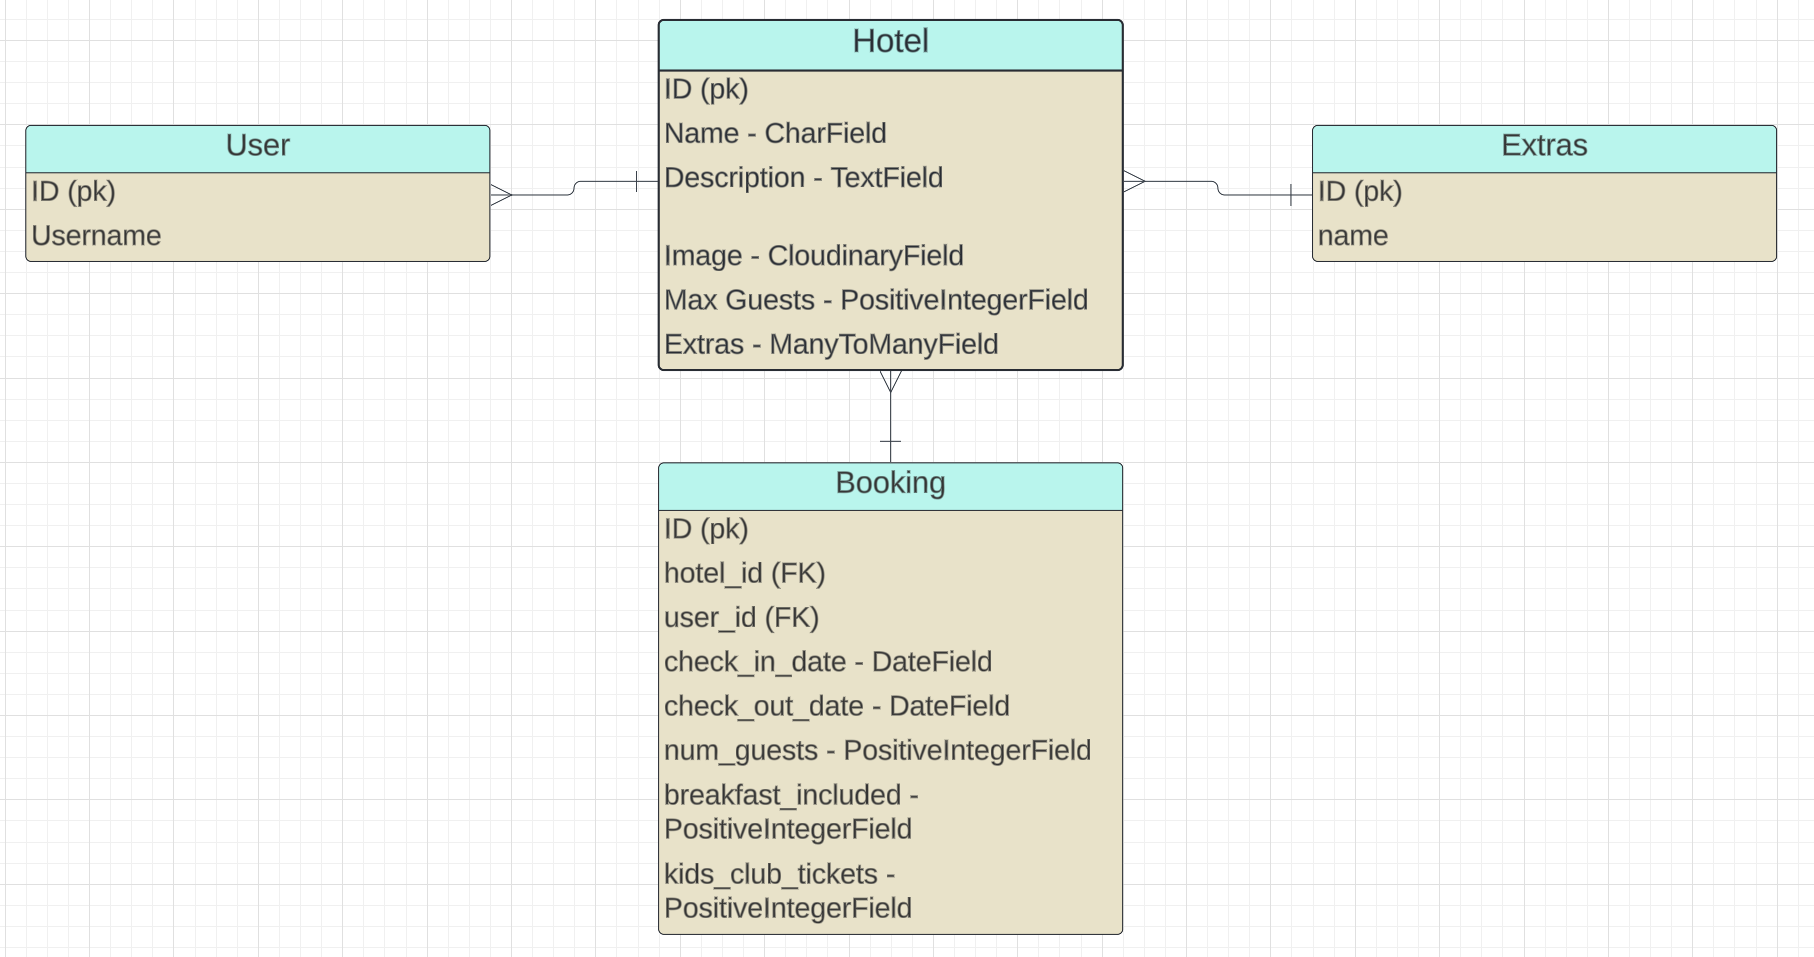 Hotel
ID (pk)
Name - CharField
Description - TextField
Image - CloudinaryField
Max Guests - PositiveIntegerField
Extras - ManyToManyField
User
ID (pk)
Username
Extras
ID (pk)
name
Booking
ID (pk)
hotel_id (FK)
user_id (FK)
check_in_date - DateField
check_out_date - DateField
num_guests - PositiveIntegerField
breakfast_included -
PositiveIntegerField
kids_club_tickets -
PositiveIntegerField